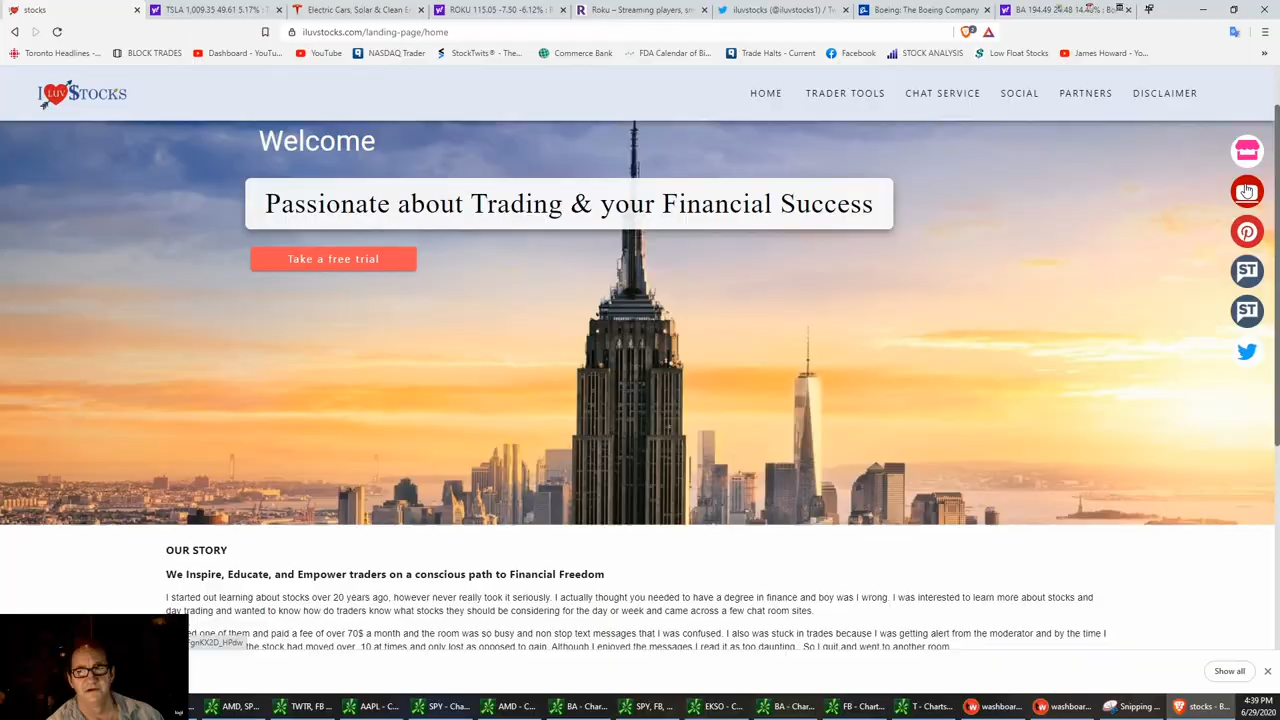 stocks
TSLA 1,009.35 49.61 5.17%
Electric Cars, Solar & Clean En
ROKU 115.05 -7.50 -6.12%
Roku – Streaming players, sm
iluvstocks (@iluvstocks1) / Tw
Boeing: The Boeing Company
BA 194.49 24.48 14.40%
iluvstocks.com/landing-page/home
Toronto Headlines -...
BLOCK TRADES
Dashboard - YouTu...
YouTube
NASDAQ Trader
StockTwits® - The...
Commerce Bank
FDA Calendar of Bi...
Trade Halts - Current
Facebook
STOCK ANALYSIS
Low Float Stocks
James Howard - Yo...
I LUV $TOCKS
HOME
TRADER TOOLS
CHAT SERVICE
SOCIAL
PARTNERS
DISCLAIMER
Welcome
Passionate about Trading & your Financial Success
Take a free trial
ST
ST
OUR STORY
We Inspire, Educate, and Empower traders on a conscious path to Financial Freedom
I started out learning about stocks over 20 years ago, however never really took it seriously. I actually thought you needed to have a degree in finance and boy was I wrong. I was interested to learn more about stocks and
day trading and wanted to know how do traders know what stocks they should be considering for the day or week and came across a few chat room sites.
one of them and paid a fee of over 70$ a month and the room was so busy and non stop text messages that I was confused. I also was stuck in trades because I was getting alert from the moderator and by the time I
the stock had moved over .10 at times and only lost as opposed to gain. Although I enjoyed the messages I read it as too daunting.. So I quit and went to another room.
Show all
AMD, SP...
TWTR, FB ...
AAPL - C...
SPY - Cha...
AMD - C...
BA - Char...
SPY, FB, ...
EKSO - C...
BA - Cha...
FB - Chart...
T - Charts...
washboar...
washboar...
Snipping ...
stocks - B...
4:39 PM
6/29/2020